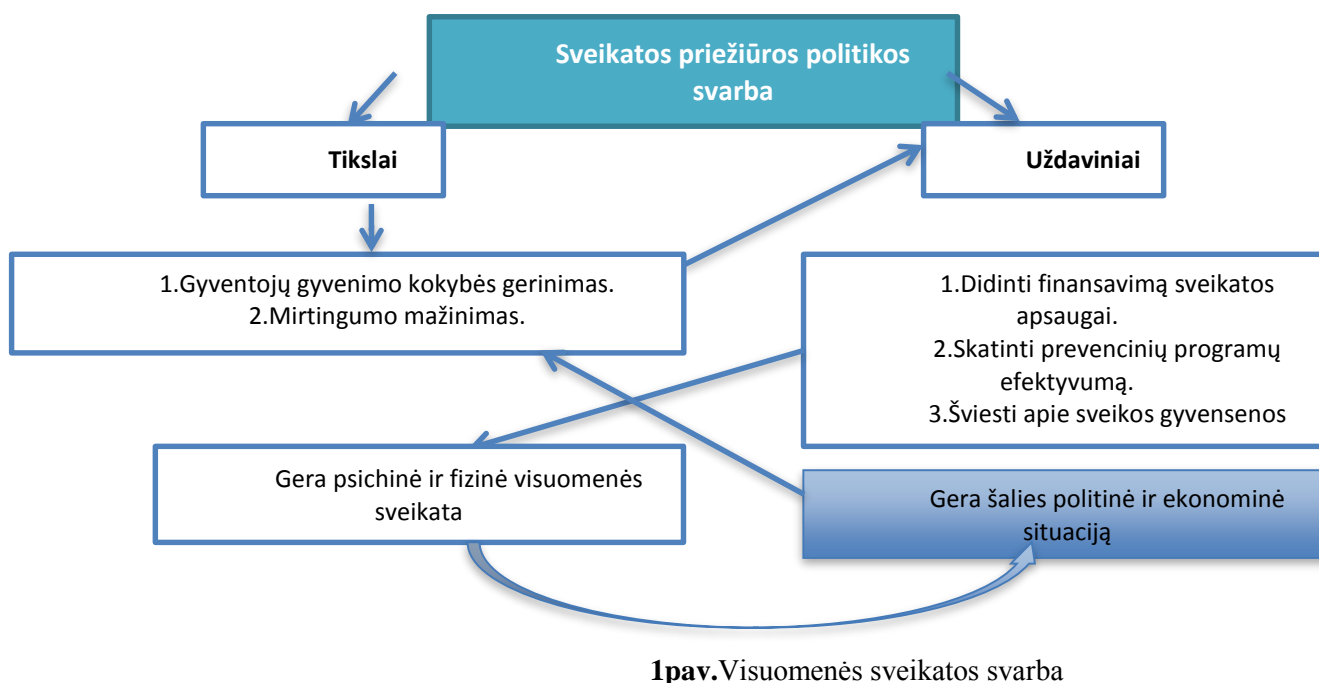 Sveikatos priežiūros politikos
svarba
Tikslai
Uždaviniai
1.Gyventojų gyvenimo kokybės gerinimas.
2.Mirtingumo mažinimas.
1.Didinti finansavimą sveikatos
apsaugai.
2.Skatinti prevencinių programų
efektyvumą.
3.Šviesti apie sveikos gyvensenos
Gera psichinė ir fizinė visuomenės
sveikata
Gera šalies politinė ir ekonominė
situaciją
1pav.Visuomenės sveikatos svarba